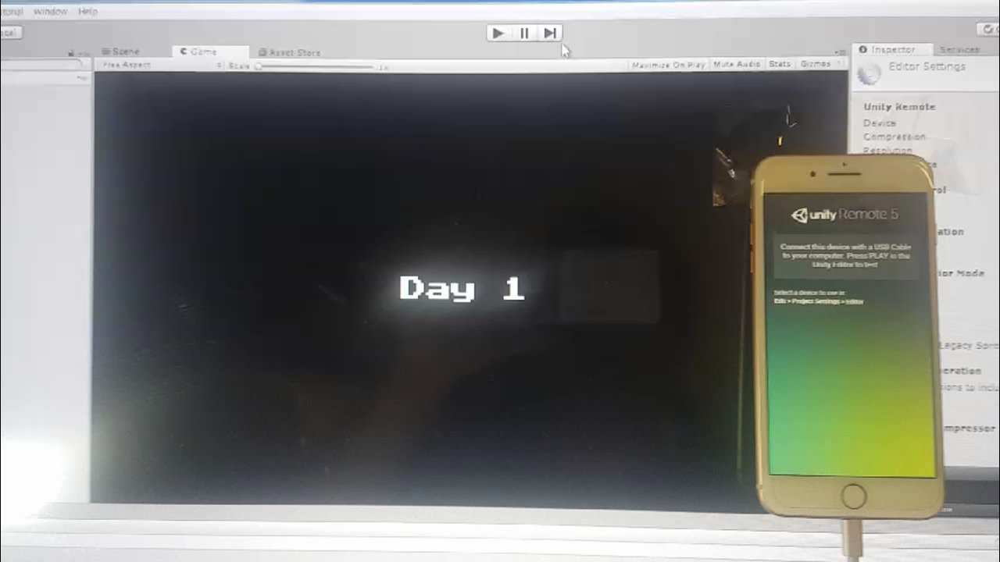 Window Help
Scene Game Asset Store
Free Aspect Scale 1x Maximize On Play Mute Audio Stats Gizmos
Day 1
Inspector Services
Editor Settings
Unity Remote
Device
Compression
Resolution
unity Remote 5
Connect this device with a USB Cable
to your computer. Press PLAY in the
Unity Editor to test
Select a device to use in:
Edit > Project Settings > Editor
Legacy